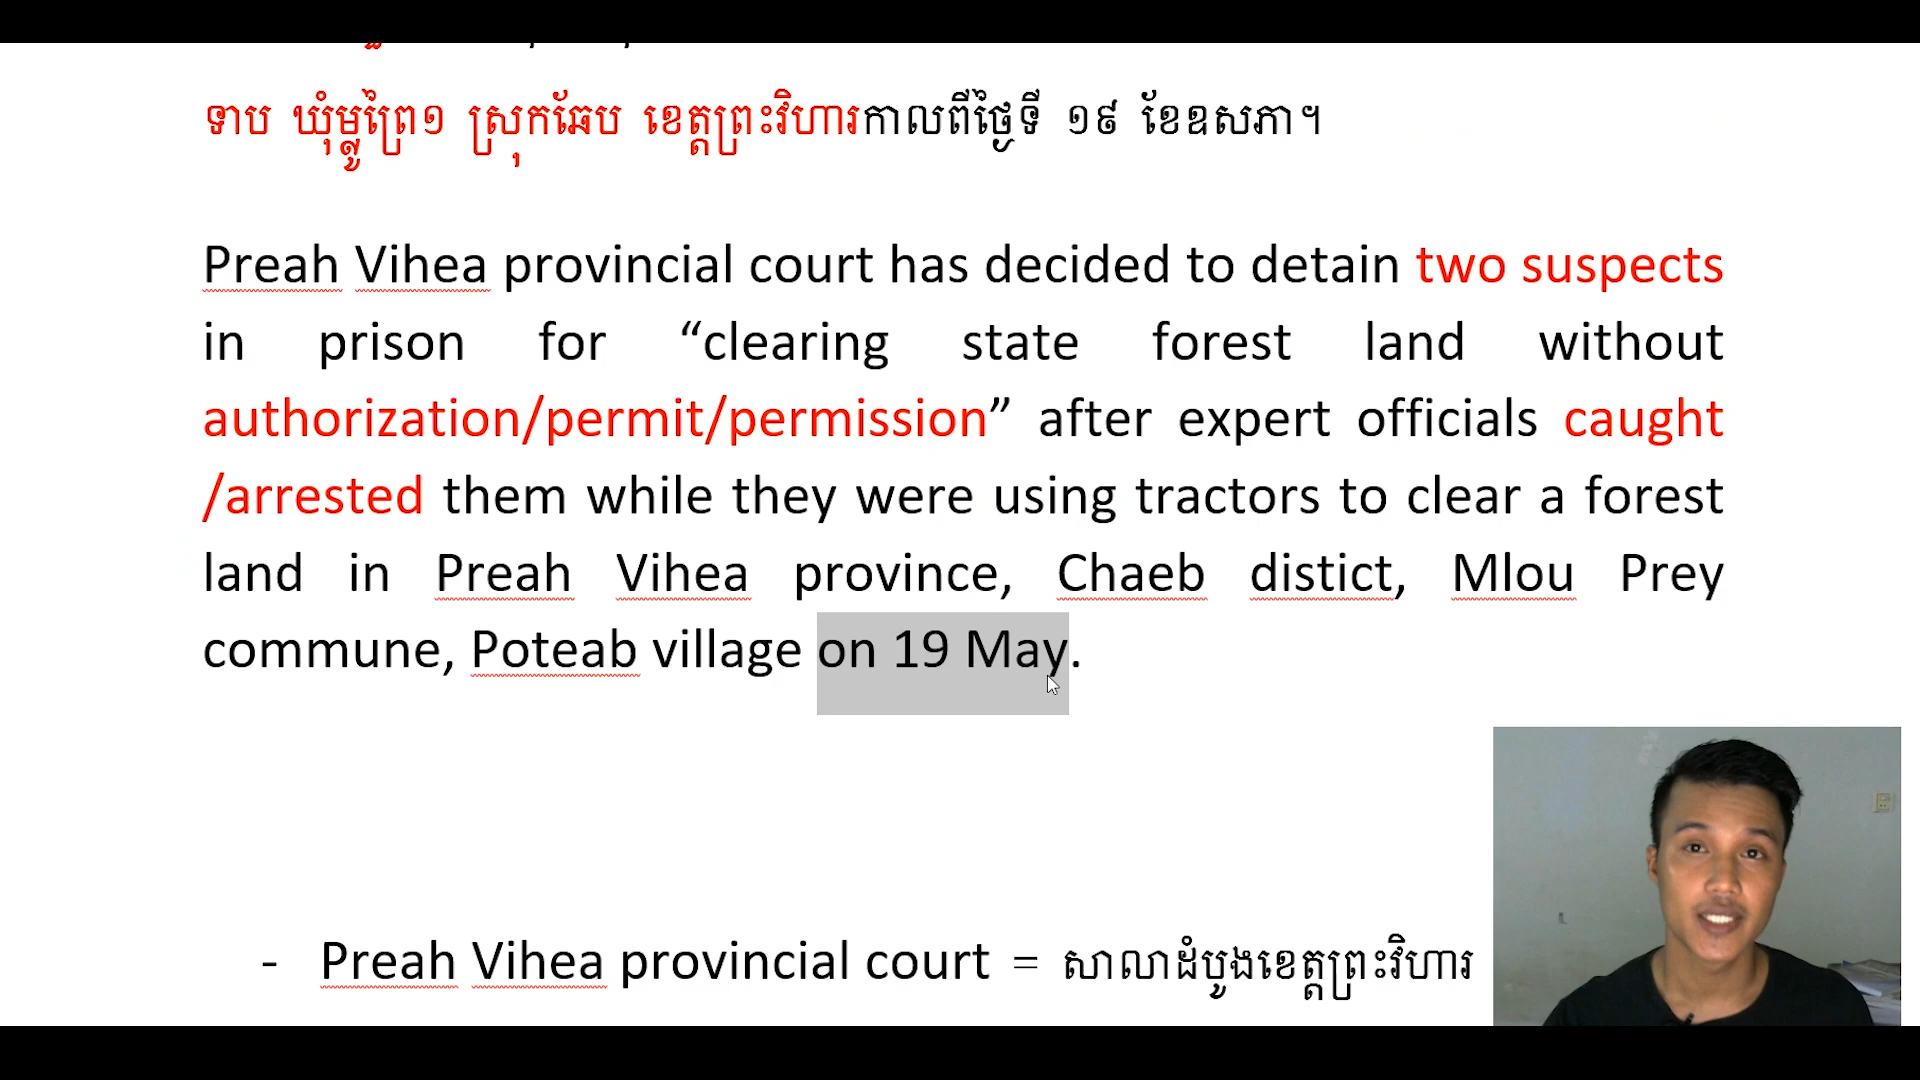 ទាប ឃុំម្លូព្រៃ១ ស្រុកឆែប ខេត្តព្រះវិហារកាលពីថ្ងៃទី ១៩ ខែឧសភា។
Preah Vihea provincial court has decided to detain two suspects
in prison for “clearing state forest land without
authorization/permit/permission” after expert officials caught
/arrested them while they were using tractors to clear a forest
land in Preah Vihea province, Chaeb distict, Mlou Prey
commune, Poteab village on 19 May.
- Preah Vihea provincial court = សាលាដំបូងខេត្តព្រះវិហារ